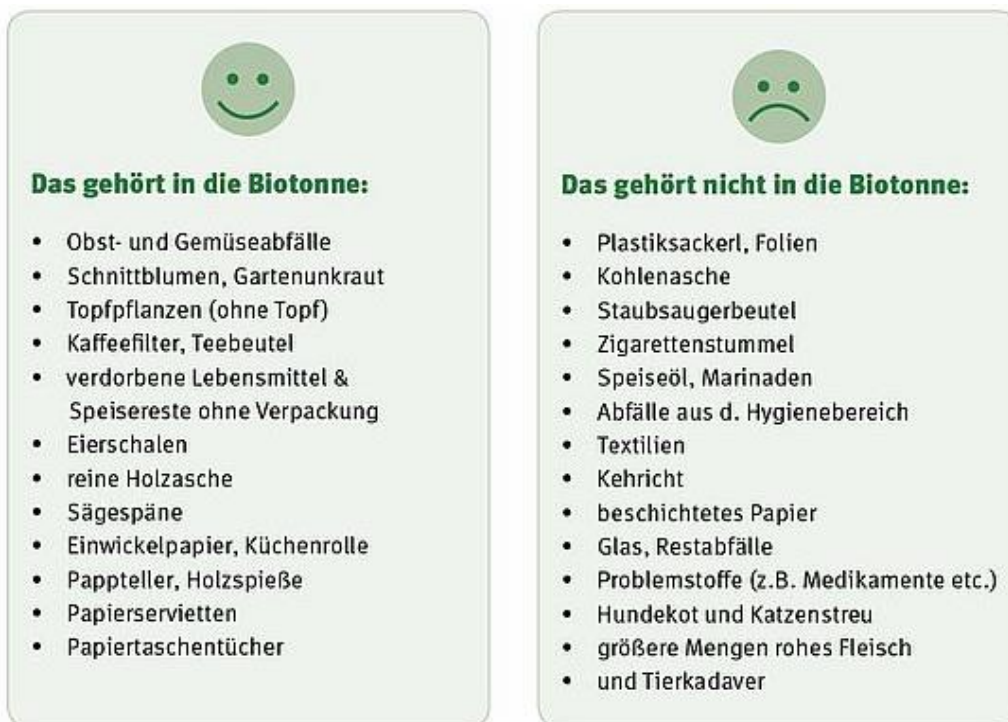 Das gehört in die Biotonne:
• Obst- und Gemüseabfälle
• Schnittblumen, Gartenunkraut
• Topfpflanzen (ohne Topf)
• Kaffeefilter, Teebeutel
• verdorbene Lebensmittel &
Speisereste ohne Verpackung
• Eierschalen
• reine Holzasche
• Sägespäne
• Einwickelpapier, Küchenrolle
• Pappteller, Holzspieße
• Papierservietten
• Papiertaschentücher
Das gehört nicht in die Biotonne:
• Plastiksackerl, Folien
• Kohlenasche
• Staubsaugerbeutel
• Zigarettenstummel
• Speiseöl, Marinaden
• Abfälle aus d. Hygienebereich
• Textilien
• Kehricht
• beschichtetes Papier
• Glas, Restabfälle
• Problemstoffe (z.B. Medikamente etc.)
• Hundekot und Katzenstreu
• größere Mengen rohes Fleisch
• und Tierkadaver